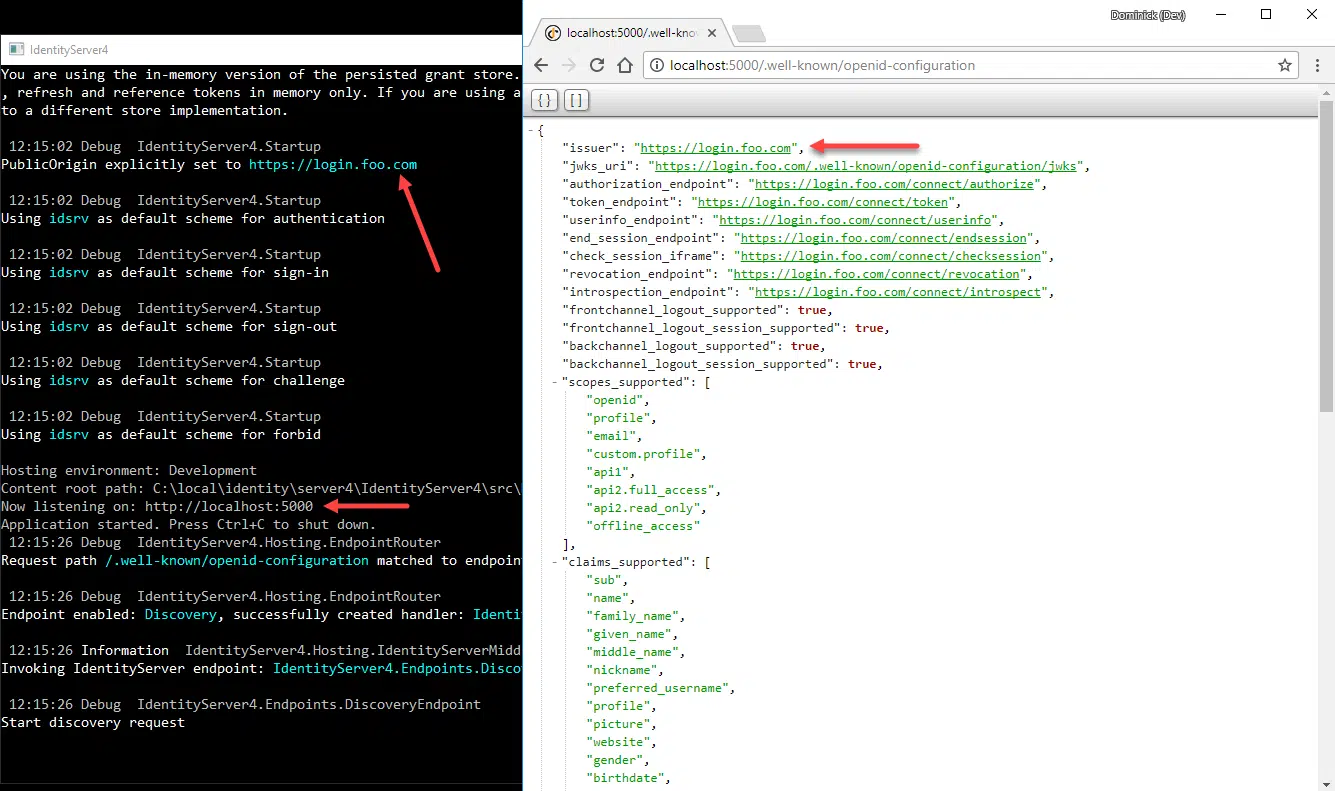 IdentityServer4
You are using the in-memory version of the persisted grant store.
, refresh and reference tokens in memory only. If you are using a
to a different store implementation.
12:15:02 Debug  IdentityServer4.Startup
PublicOrigin explicitly set to https://login.foo.com
12:15:02 Debug  IdentityServer4.Startup
Using idsrv as default scheme for authentication
12:15:02 Debug  IdentityServer4.Startup
Using idsrv as default scheme for sign-in
12:15:02 Debug  IdentityServer4.Startup
Using idsrv as default scheme for sign-out
12:15:02 Debug  IdentityServer4.Startup
Using idsrv as default scheme for challenge
12:15:02 Debug  IdentityServer4.Startup
Using idsrv as default scheme for forbid
Hosting environment: Development
Content root path: C:\local\identity\server4\IdentityServer4\src\
Now listening on: http://localhost:5000
Application started. Press Ctrl+C to shut down.
12:15:26 Debug  IdentityServer4.Hosting.EndpointRouter
Request path /.well-known/openid-configuration matched to endpoin
12:15:26 Debug  IdentityServer4.Hosting.EndpointRouter
Endpoint enabled: Discovery, successfully created handler: Identi
12:15:26 Information  IdentityServer4.Hosting.IdentityServerMidd
Invoking IdentityServer endpoint: IdentityServer4.Endpoints.Disco
12:15:26 Debug  IdentityServer4.Endpoints.DiscoveryEndpoint
Start discovery request
Dominick (Dev)
localhost:5000/.well-kno
localhost:5000/.well-known/openid-configuration
{} []
- {
"issuer": "https://login.foo.com",
"jwks_uri": "https://login.foo.com/.well-known/openid-configuration/jwks",
"authorization_endpoint": "https://login.foo.com/connect/authorize",
"token_endpoint": "https://login.foo.com/connect/token",
"userinfo_endpoint": "https://login.foo.com/connect/userinfo",
"end_session_endpoint": "https://login.foo.com/connect/endsession",
"check_session_iframe": "https://login.foo.com/connect/checksession",
"revocation_endpoint": "https://login.foo.com/connect/revocation",
"introspection_endpoint": "https://login.foo.com/connect/introspect",
"frontchannel_logout_supported": true,
"frontchannel_logout_session_supported": true,
"backchannel_logout_supported": true,
"backchannel_logout_session_supported": true,
- "scopes_supported": [
"openid",
"profile",
"email",
"custom.profile",
"api1",
"api2.full_access",
"api2.read_only",
"offline_access"
],
- "claims_supported": [
"sub",
"name",
"family_name",
"given_name",
"middle_name",
"nickname",
"preferred_username",
"profile",
"picture",
"website",
"gender",
"birthdate",